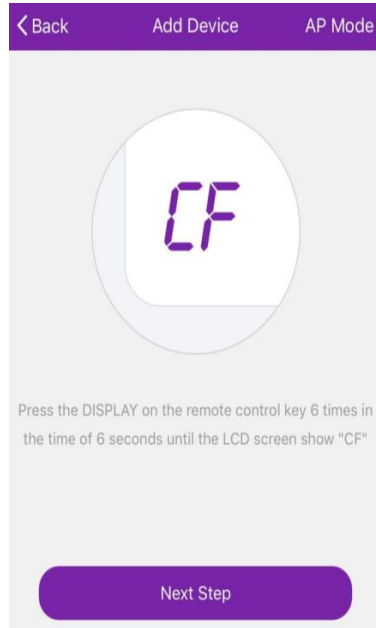 Back Add Device AP Mode
CF
Press the DISPLAY on the remote control key 6 times in
the time of 6 seconds until the LCD screen show "CF"
Next Step